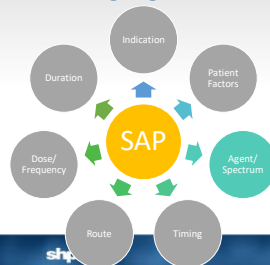 Indication
Duration
Patient
Factors
SAP
Dose/
Frequency
Agent/
Spectrum
Route
Timing